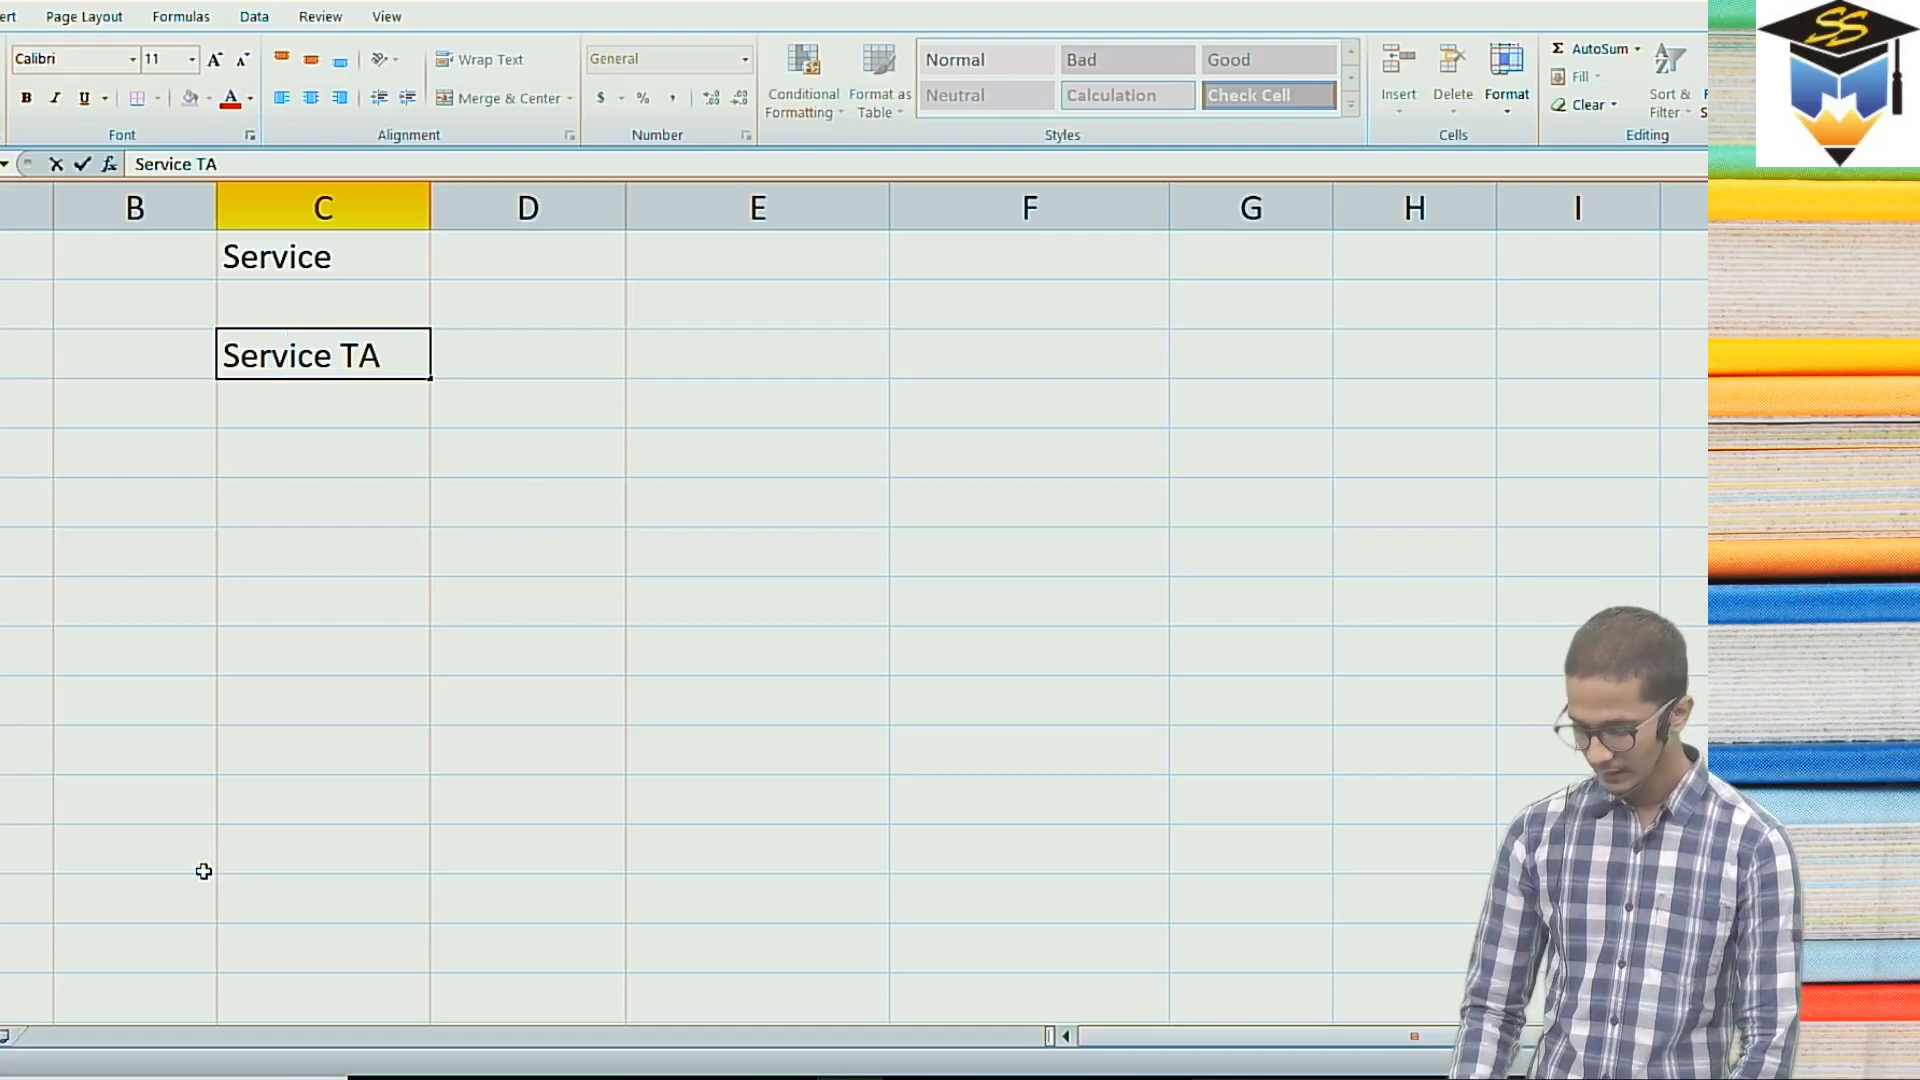 ert Page Layout Formulas Data Review View
Calibri 11 A A Wrap Text General Normal Bad Good AutoSum
B I U A Merge & Center $ % , Conditional Formatting Format as Table Neutral Calculation Check Cell Insert Delete Format Fill Clear Sort & Filter
Font Alignment Number Styles Cells Editing
fx Service TA
B C D E F G H I
Service
Service TA
SS